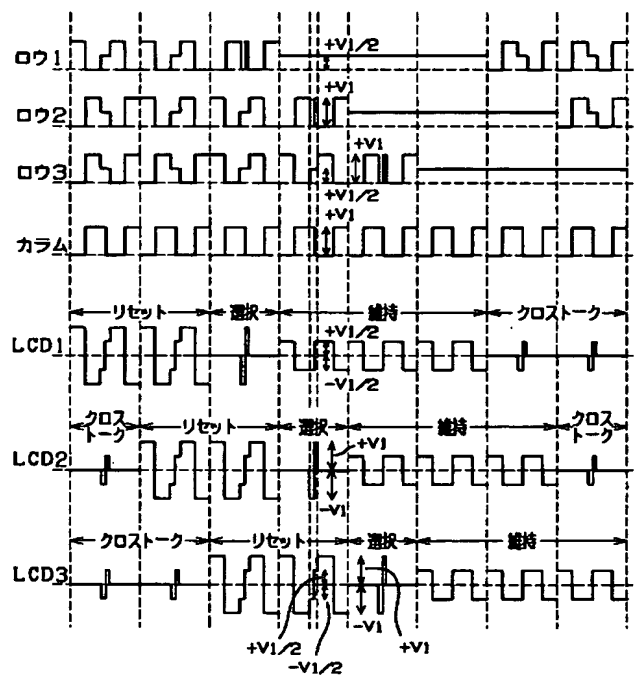 ロウ1
+V1/2
ロウ2
+V1
ロウ3
+V1
+V1/2
カラム
+V1
リセット
選択
維持
クロストーク
LCD1
+V1/2
-V1/2
クロス
トーク
リセット
選択
維持
クロス
トーク
LCD2
+V1
-V1
クロストーク
リセット
選択
維持
LCD3
-V1
+V1
+V1/2
-V1/2